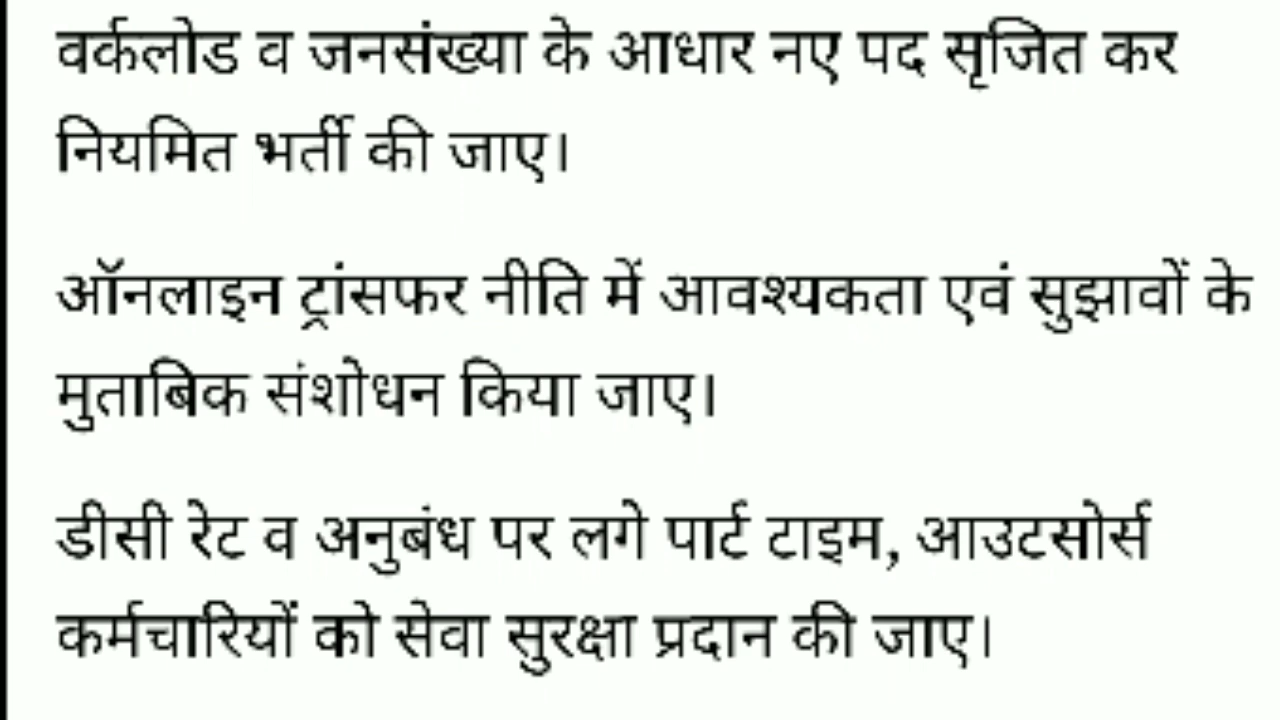 वर्कलोड व जनसंख्या के आधार नए पद सृजित कर
नियमित भर्ती की जाए।
ऑनलाइन ट्रांसफर नीति में आवश्यकता एवं सुझावों के
मुताबिक संशोधन किया जाए।
डीसी रेट व अनुबंध पर लगे पार्ट टाइम, आउटसोर्स
कर्मचारियों को सेवा सुरक्षा प्रदान की जाए।